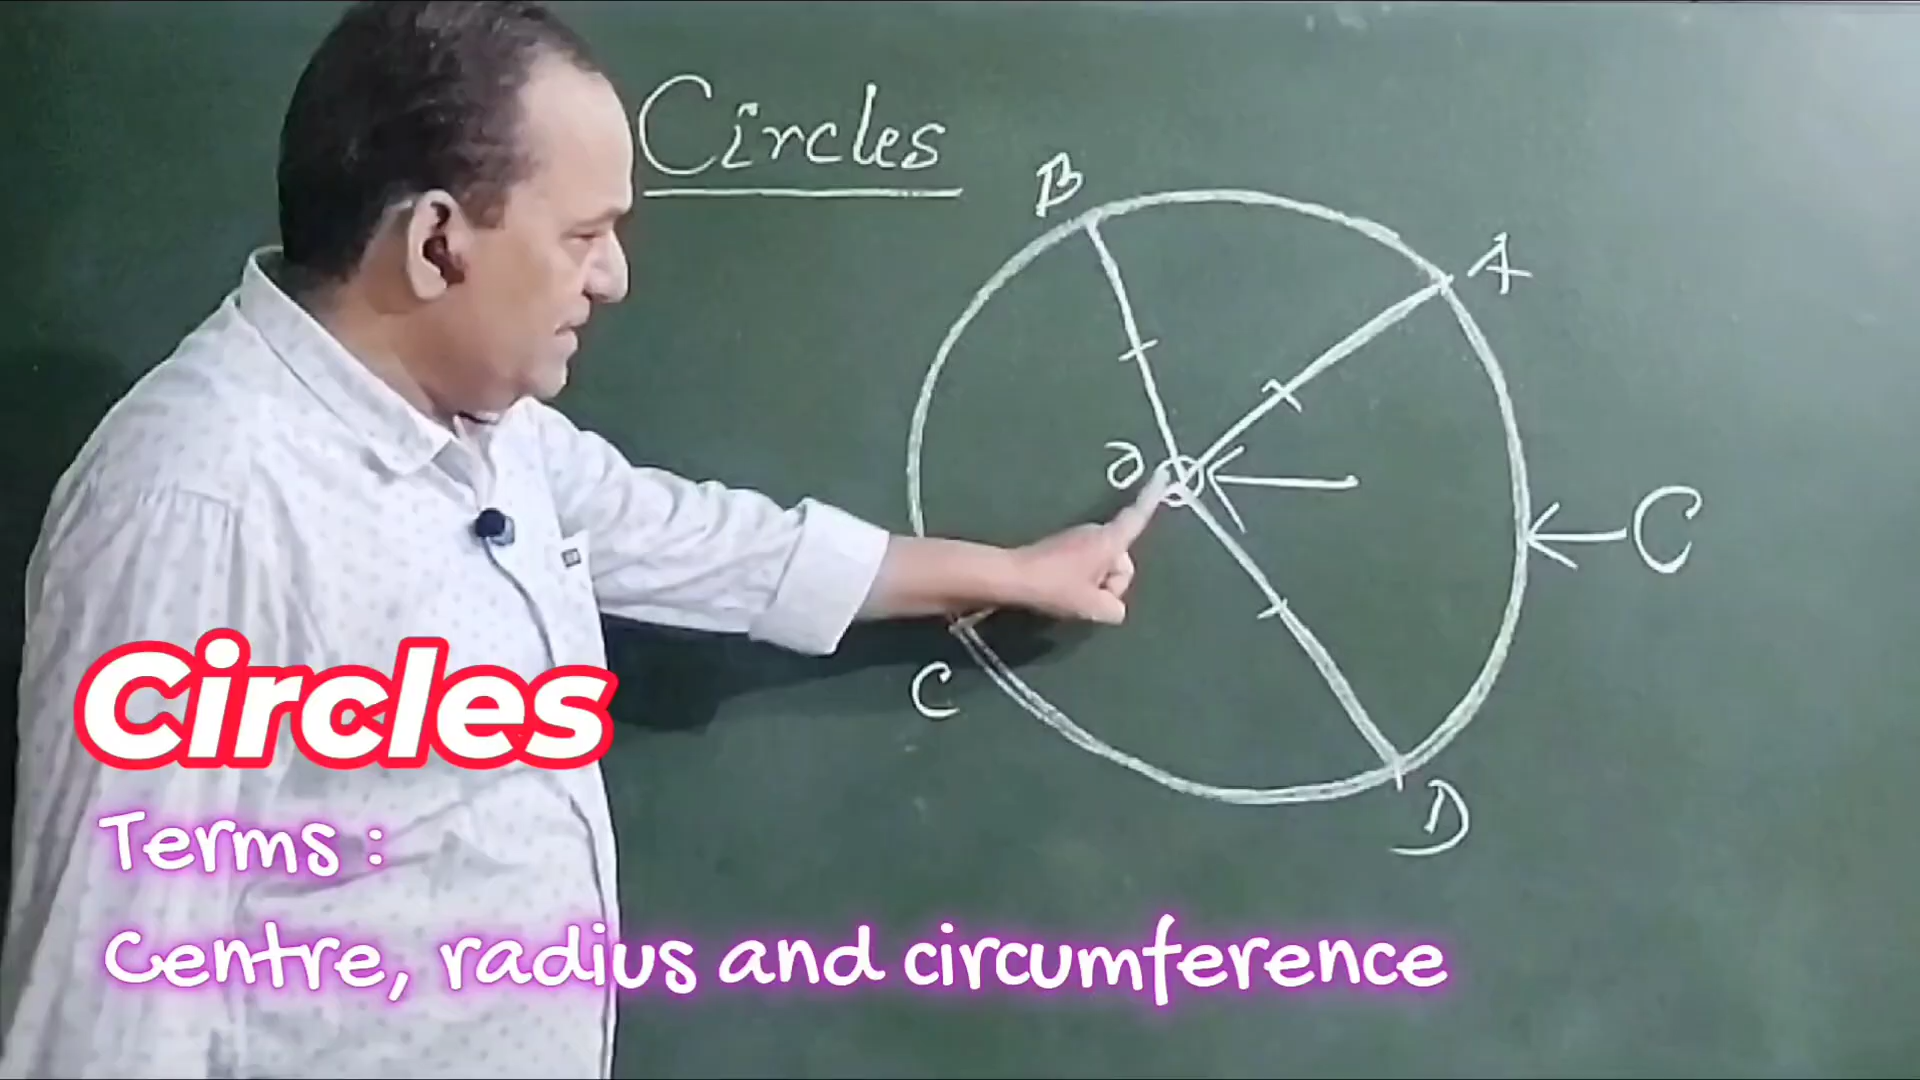 Circles
B
A
O
C
C
D
Circles
Terms :
Centre, radius and circumference